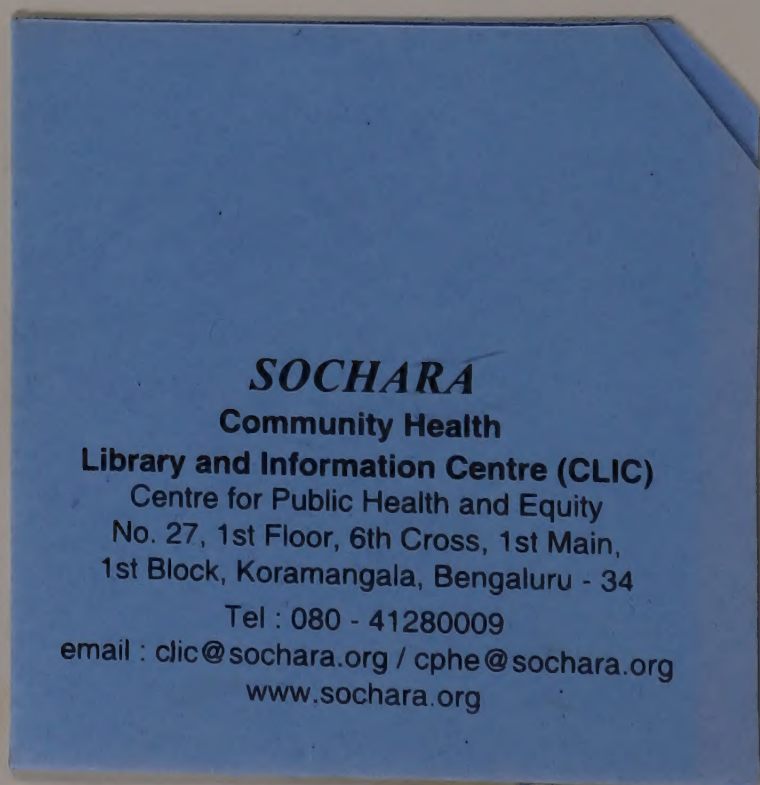 SOCHARA
Community Health
Library and Information Centre (CLIC)
Centre for Public Health and Equity
No. 27, 1st Floor, 6th Cross, 1st Main,
1st Block, Koramangala, Bengaluru - 34
Tel : 080 - 41280009
email : clic@sochara.org / cphe@sochara.org
www.sochara.org